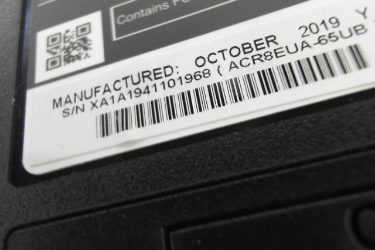 Contains F
MANUFACTURED: OCTOBER 2019 Y
S/N XA1A1941101968 ( ACR8EUA-65UB